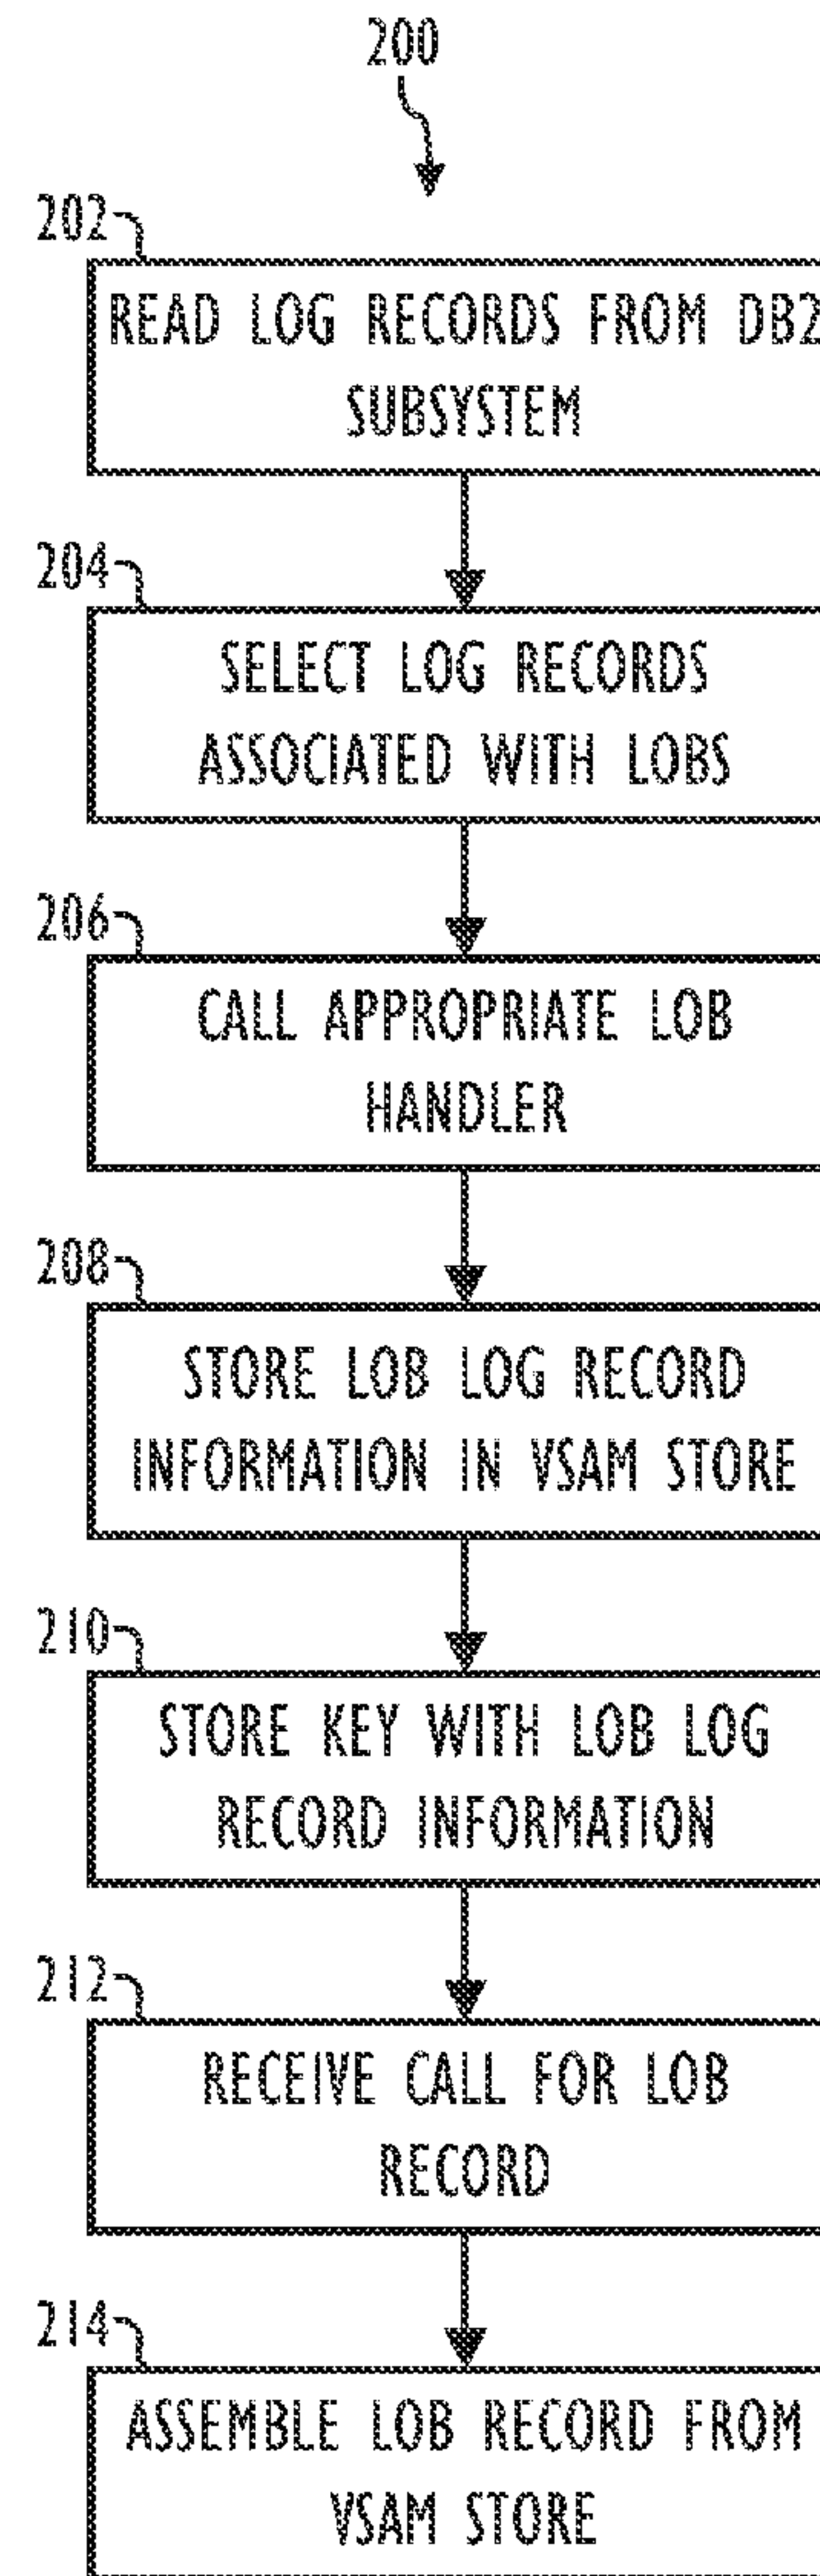 200
202
READ LOG RECORDS FROM DB2
SUBSYSTEM
204
SELECT LOG RECORDS
ASSOCIATED WITH LOBS
206
CALL APPROPRIATE LOB
HANDLER
208
STORE LOB LOG RECORD
INFORMATION IN VSAM STORE
210
STORE KEY WITH LOB LOG
RECORD INFORMATION
212
RECEIVE CALL FOR LOB
RECORD
214
ASSEMBLE LOB RECORD FROM
VSAM STORE